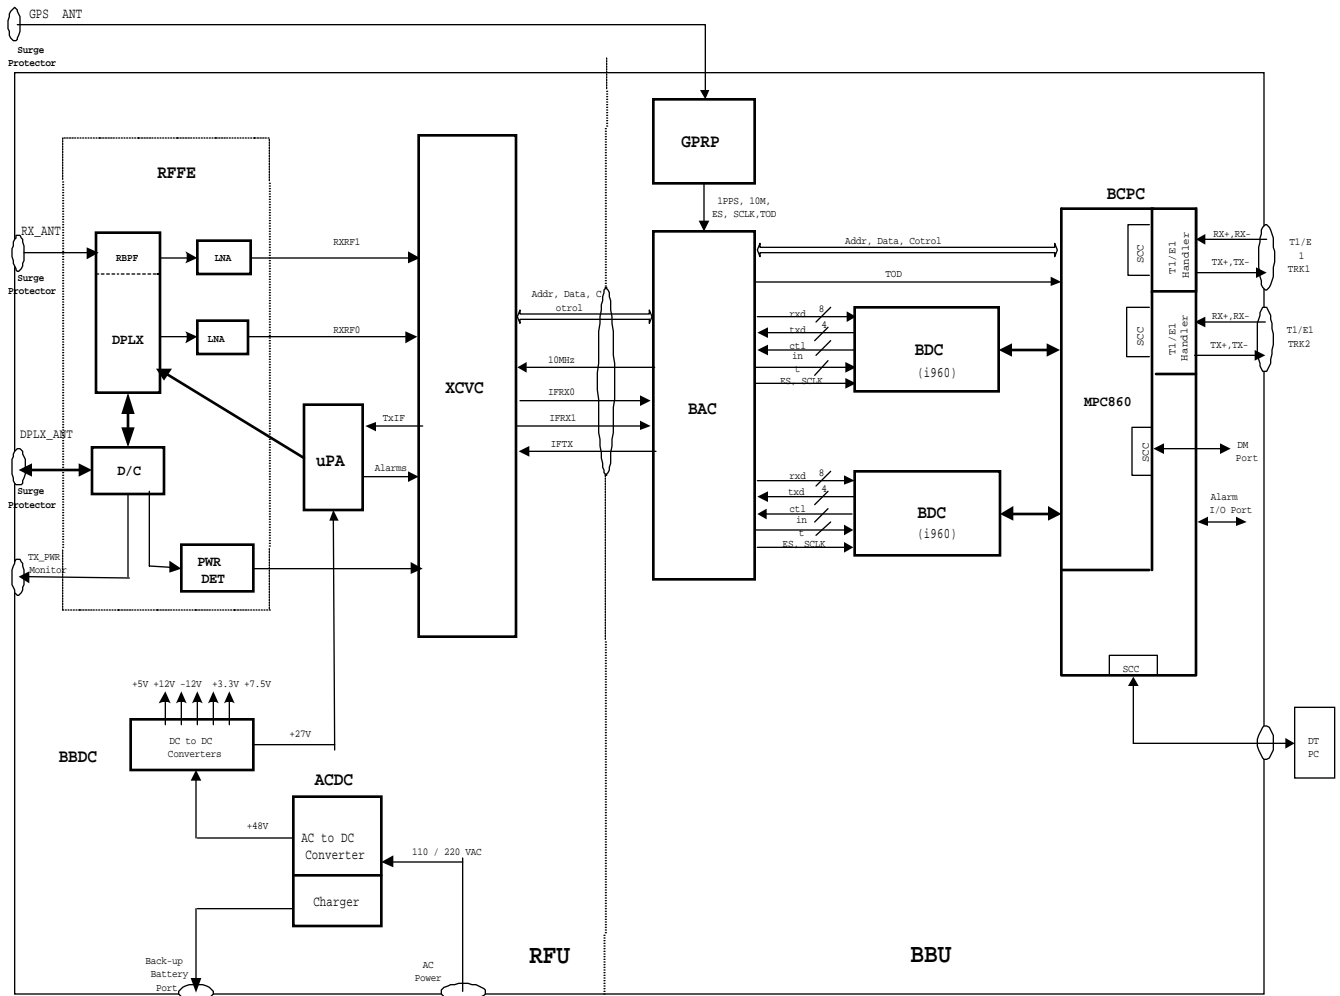 GPS ANT
Surge
Protector
GPRP
RFFE
1PPS, 10M,
ES, SCLK,TOD
BCPC
RX_ANT
Surge
Protector
RBPF
DPLX
LNA
LNA
RXRF1
RXRF0
XCVC
Addr, Data, C
otrol
10MHz
IFRX0
IFRX1
IFTX
BAC
Addr, Data, Cotrol
TOD
rxd
8
txd
4
ctl
in
t
ES, SCLK
BDC
(i960)
rxd
8
txd
4
ctl
in
t
ES, SCLK
BDC
(i960)
SCC
T1/E1
Handler
RX+,RX-
TX+,TX-
T1/E
1
TRK1
SCC
T1/E1
Handler
RX+,RX-
TX+,TX-
T1/E1
TRK2
MPC860
SCC
DM
Port
Alarm
I/O Port
SCC
DT
PC
DPLX_ANT
Surge
Protector
D/C
uPA
TxIF
Alarms
TX_PWR
Monitor
PWR
DET
+5V +12V -12V +3.3V +7.5V
BBDC
DC to DC
Converters
+27V
ACDC
+48V
AC to DC
Converter
Charger
110 / 220 VAC
Back-up
Battery
Port
AC
Power
RFU
BBU